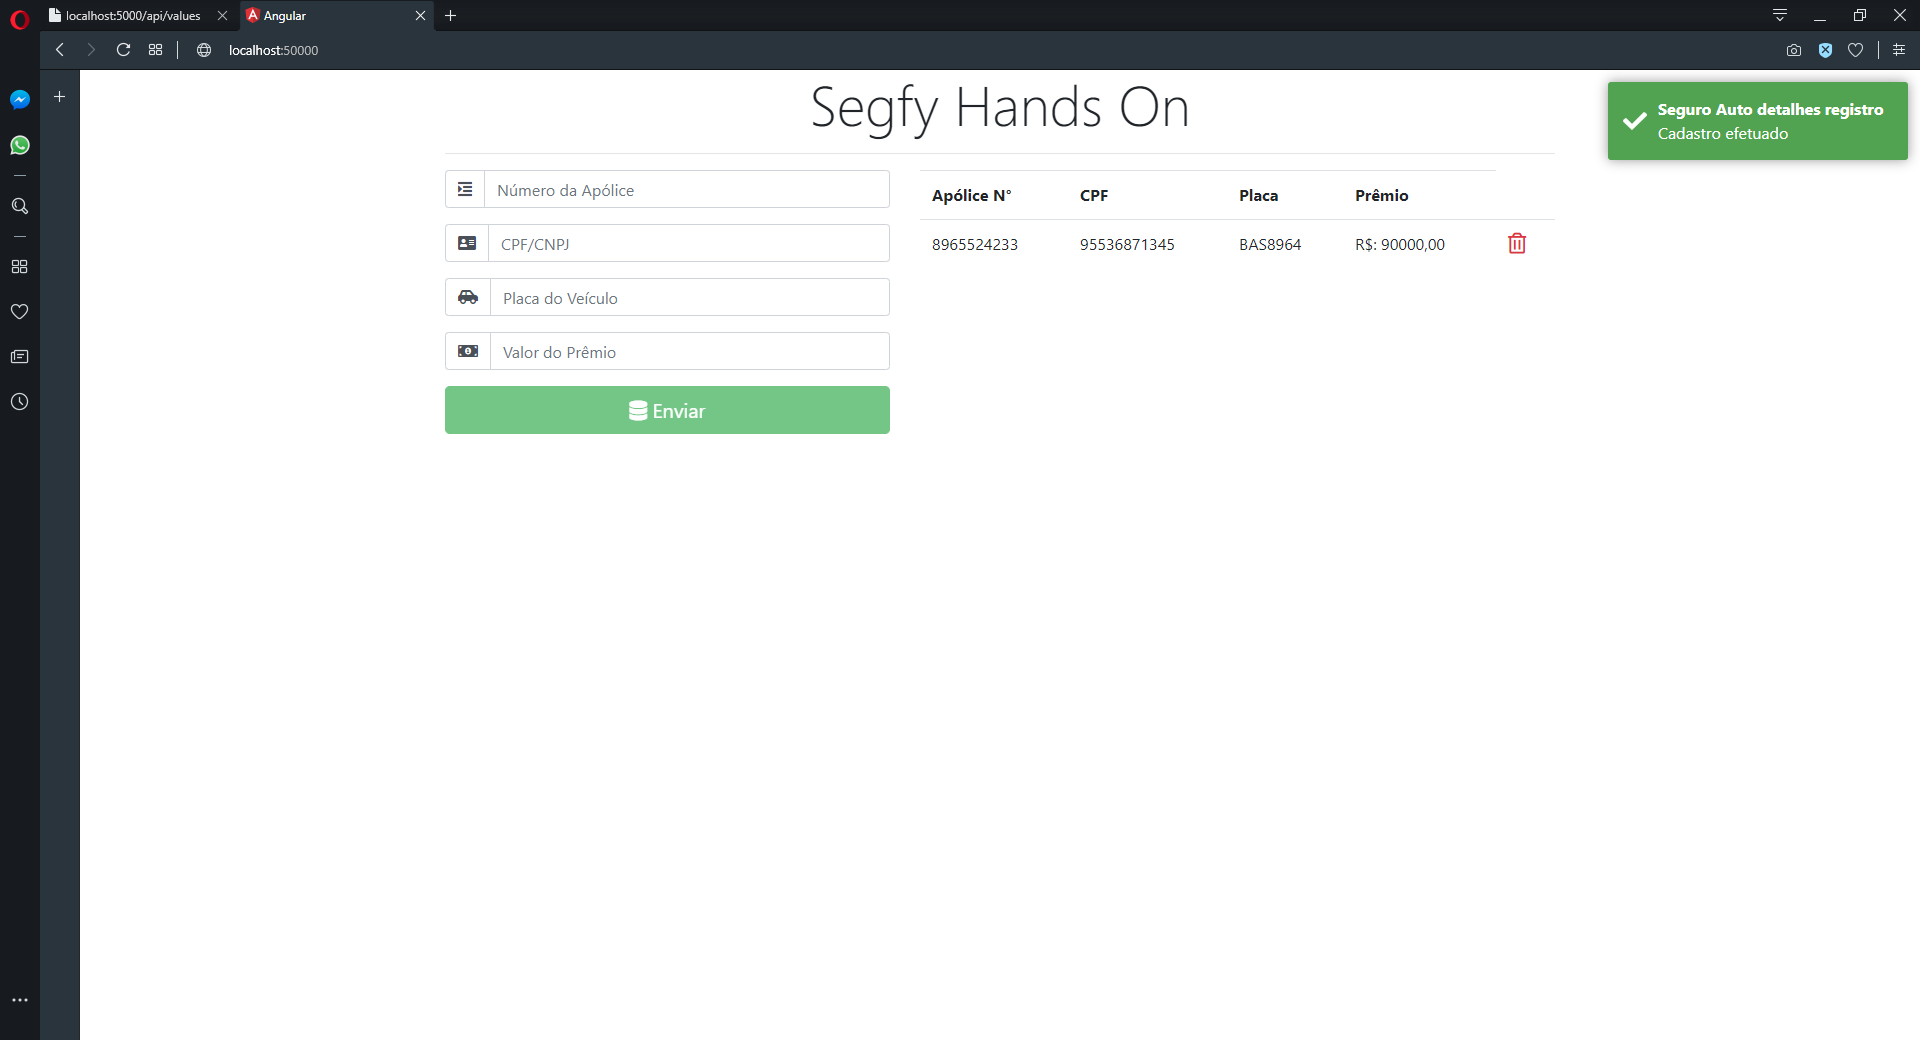 localhost:5000/api/values
Angular
localhost:50000
Segfy Hands On
Seguro Auto detalhes registro
Cadastro efetuado
Número da Apólice
CPF/CNPJ
Placa do Veículo
Valor do Prêmio
Enviar
Apólice N° CPF Placa Prêmio
8965524233 95536871345 BAS8964 R$: 90000,00